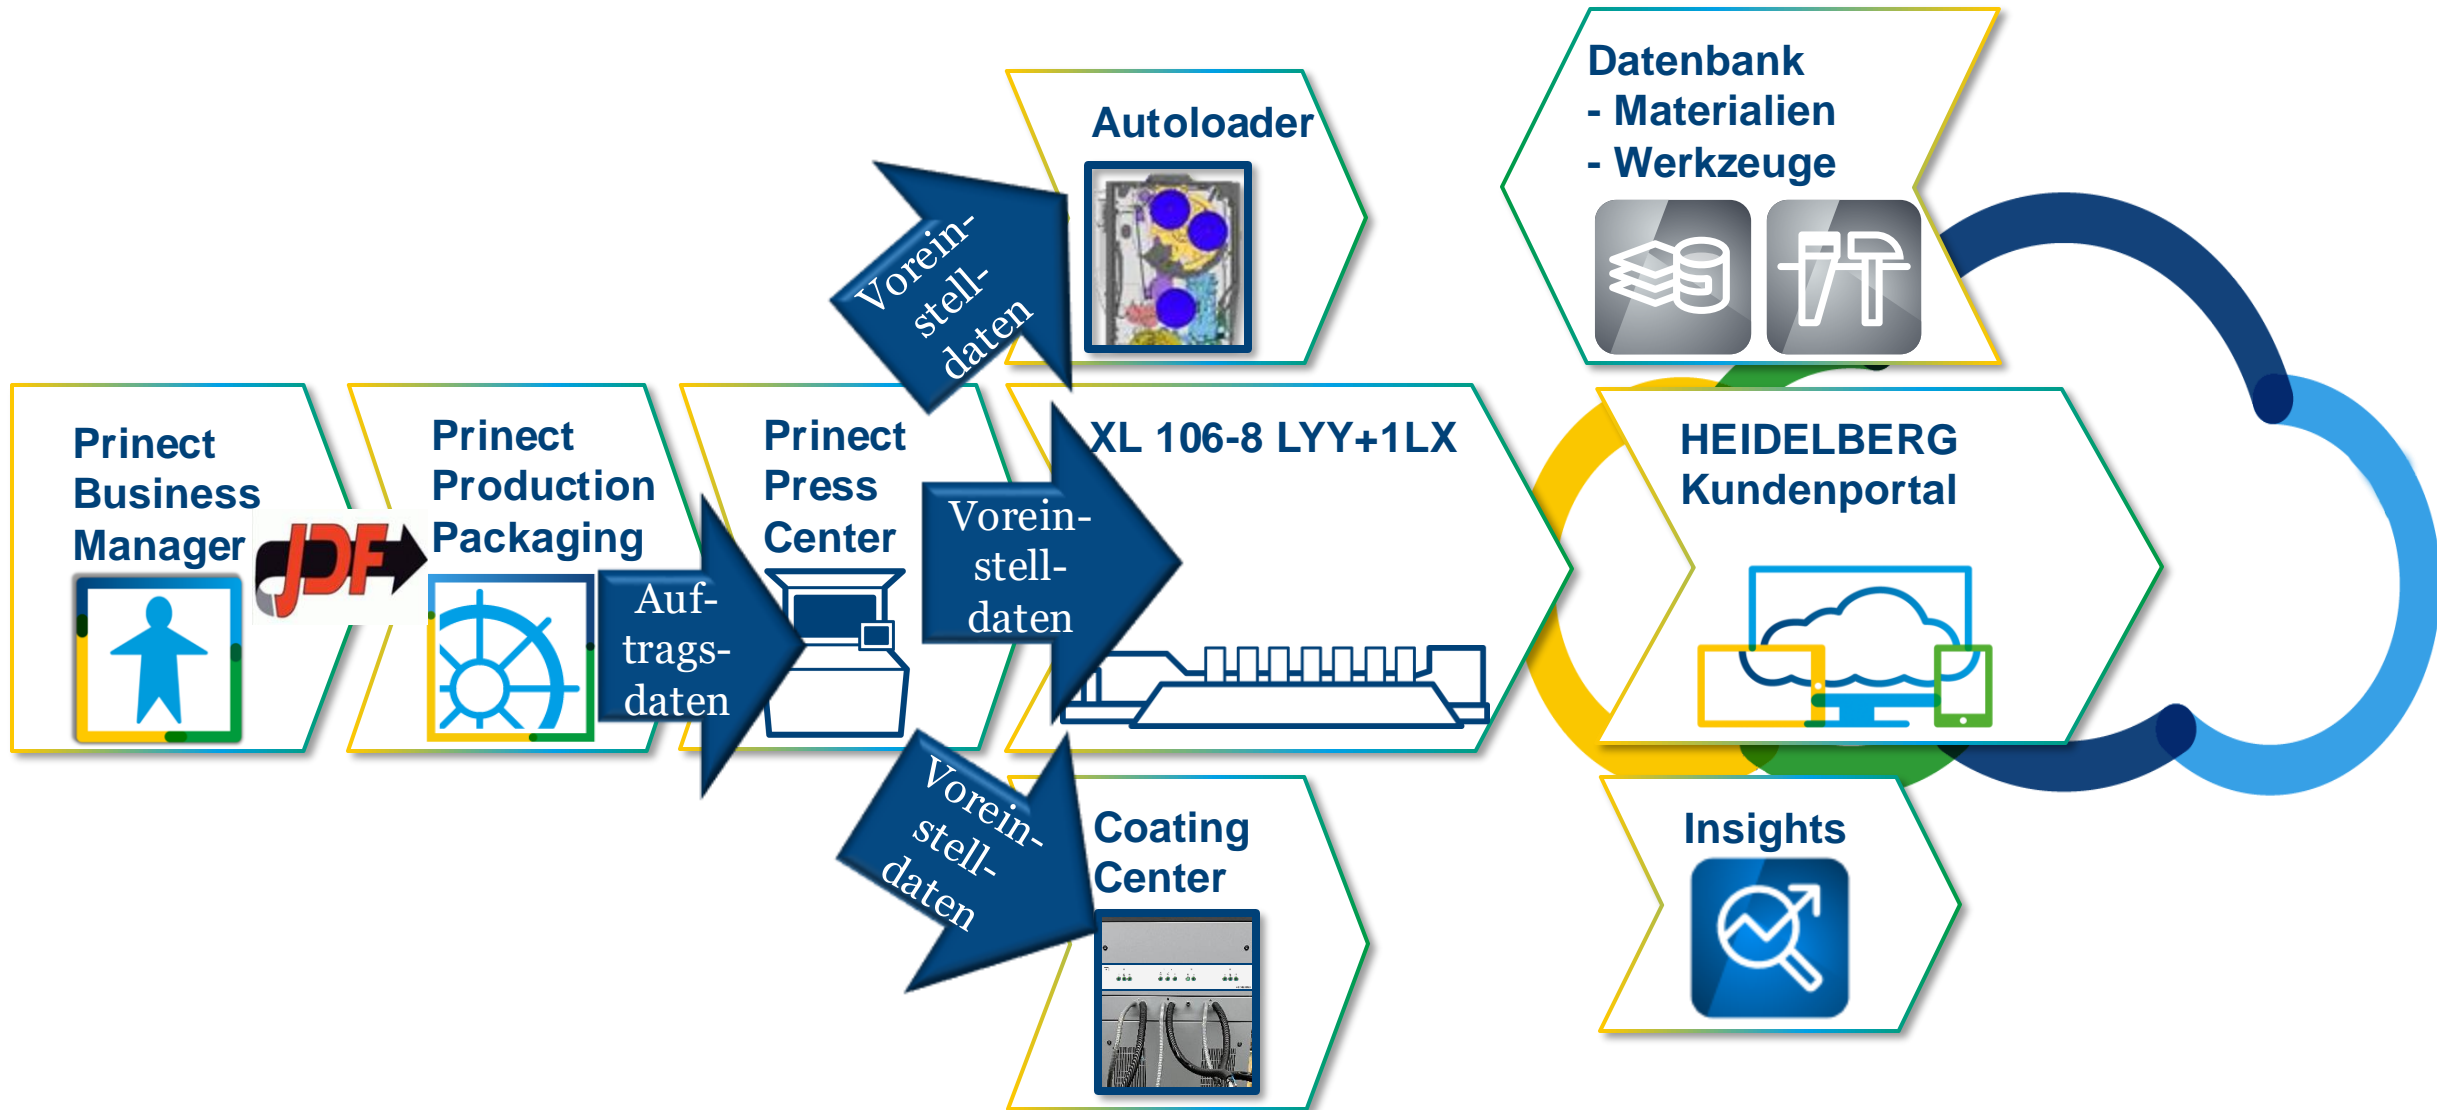 Prinect
Business
Manager
JDF
Prinect
Production
Packaging
Auf-
trags-
daten
Prinect
Press
Center
Vorein-
stell-
daten
Autoloader
Vorein-
stell-
daten
XL 106-8 LYY+1LX
Vorein-
stell-
daten
Coating
Center
Datenbank
- Materialien
- Werkzeuge
HEIDELBERG
Kundenportal
Insights